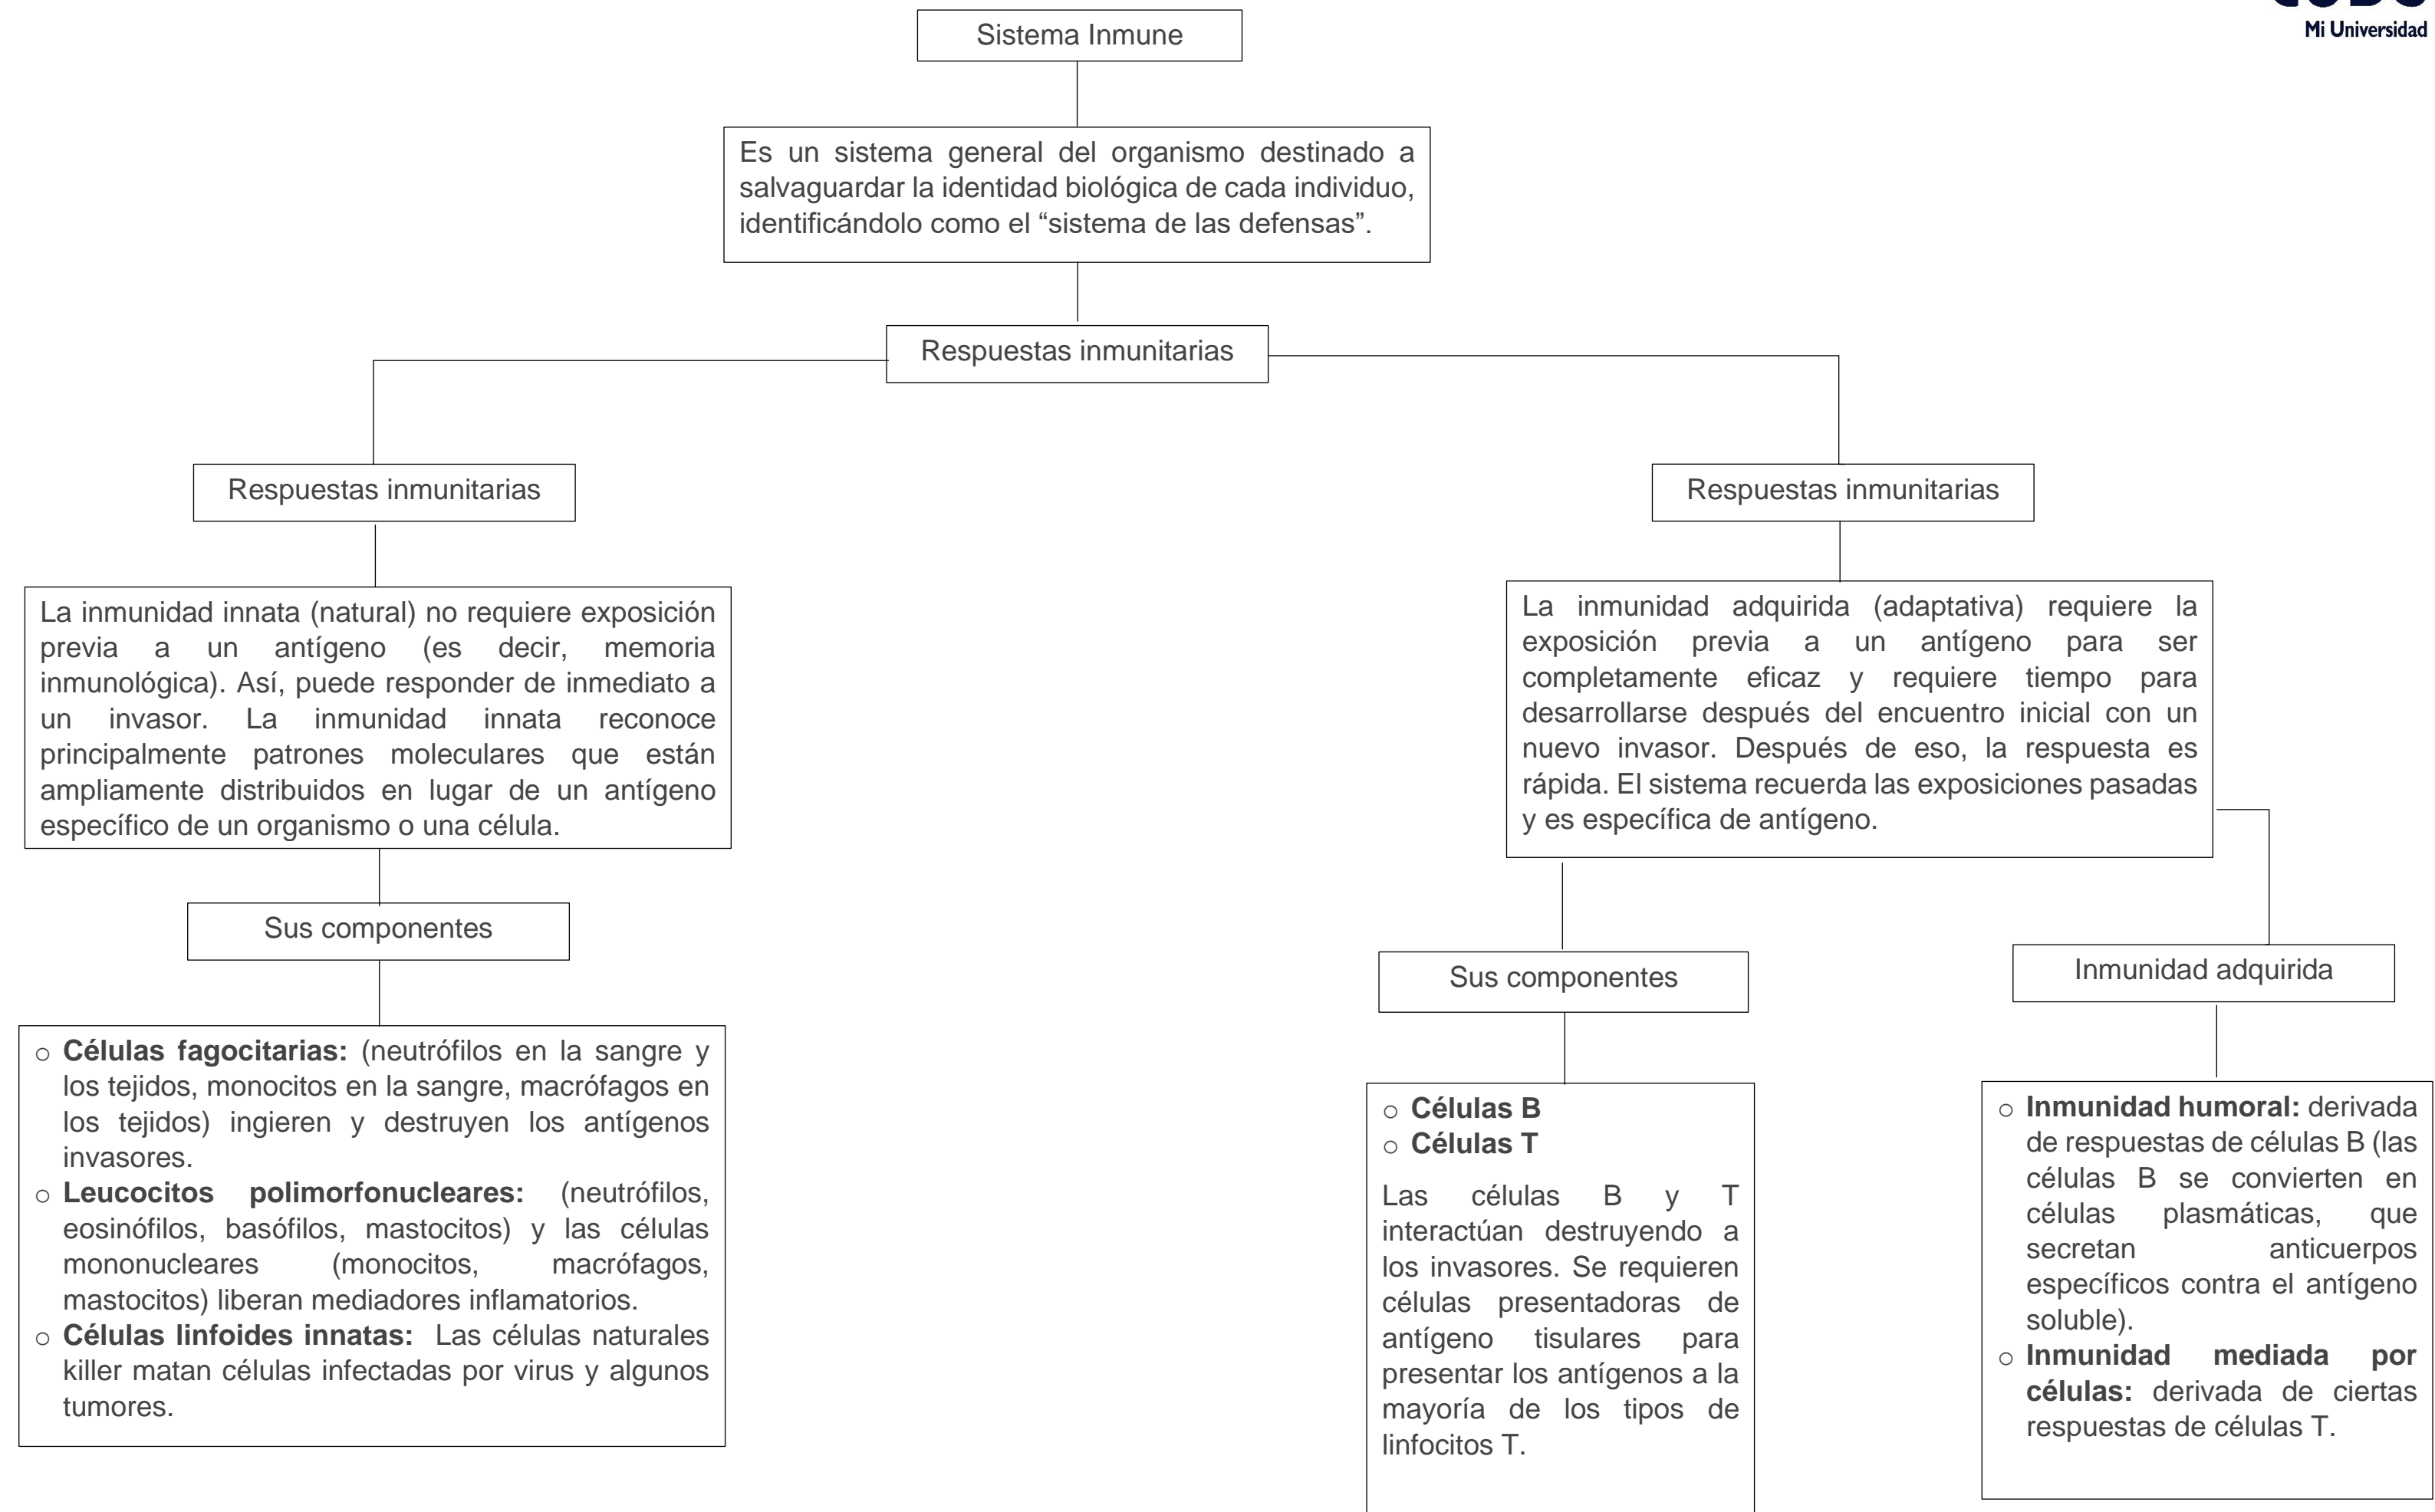 Mi Universidad
Sistema Inmune
Es un sistema general del organismo destinado a
salvaguardar la identidad biológica de cada individuo,
identificándolo como el “sistema de las defensas”.
Respuestas inmunitarias
Respuestas inmunitarias
La inmunidad innata (natural) no requiere exposición
previa a un antígeno (es decir, memoria
inmunológica). Así, puede responder de inmediato a
un invasor. La inmunidad innata reconoce
principalmente patrones moleculares que están
ampliamente distribuidos en lugar de un antígeno
específico de un organismo o una célula.
Sus componentes
○ Células fagocitarias: (neutrófilos en la sangre y
los tejidos, monocitos en la sangre, macrófagos en
los tejidos) ingieren y destruyen los antígenos
invasores.
○ Leucocitos polimorfonucleares: (neutrófilos,
eosinófilos, basófilos, mastocitos) y las células
mononucleares (monocitos, macrófagos,
mastocitos) liberan mediadores inflamatorios.
○ Células linfoides innatas: Las células naturales
killer matan células infectadas por virus y algunos
tumores.
Respuestas inmunitarias
La inmunidad adquirida (adaptativa) requiere la
exposición previa a un antígeno para ser
completamente eficaz y requiere tiempo para
desarrollarse después del encuentro inicial con un
nuevo invasor. Después de eso, la respuesta es
rápida. El sistema recuerda las exposiciones pasadas
y es específica de antígeno.
Sus componentes
○ Células B
○ Células T
Las células B y T
interactúan destruyendo a
los invasores. Se requieren
células presentadoras de
antígeno tisulares para
presentar los antígenos a la
mayoría de los tipos de
linfocitos T.
Inmunidad adquirida
○ Inmunidad humoral: derivada
de respuestas de células B (las
células B se convierten en
células plasmáticas, que
secretan anticuerpos
específicos contra el antígeno
soluble).
○ Inmunidad mediada por
células: derivada de ciertas
respuestas de células T.